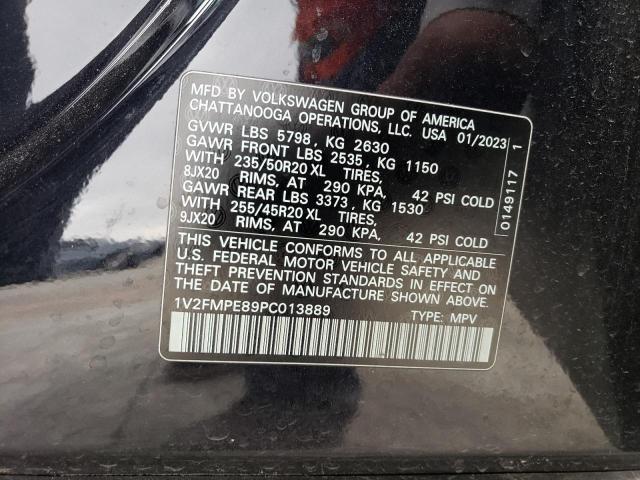 MFD BY VOLKSWAGEN GROUP OF AMERICA
CHATTANOOGA OPERATIONS, LLC. USA 01/2023
GVWR LBS 5798, KG 2630
GAWR FRONT LBS 2535, KG 1150
WITH 235/50R20 XL TIRES,
8JX20 RIMS, AT 290 KPA, 42 PSI COLD
GAWR REAR LBS 3373, KG 1530
WITH 255/45R20 XL TIRES,
9JX20 RIMS, AT 290 KPA, 42 PSI COLD
THIS VEHICLE CONFORMS TO ALL APPLICABLE
U.S. FEDERAL MOTOR VEHICLE SAFETY AND
THEFT PREVENTION STANDARDS IN EFFECT ON
THE DATE OF MANUFACTURE SHOWN ABOVE.
1V2FMPE89PC013889 TYPE: MPV
0149117 1